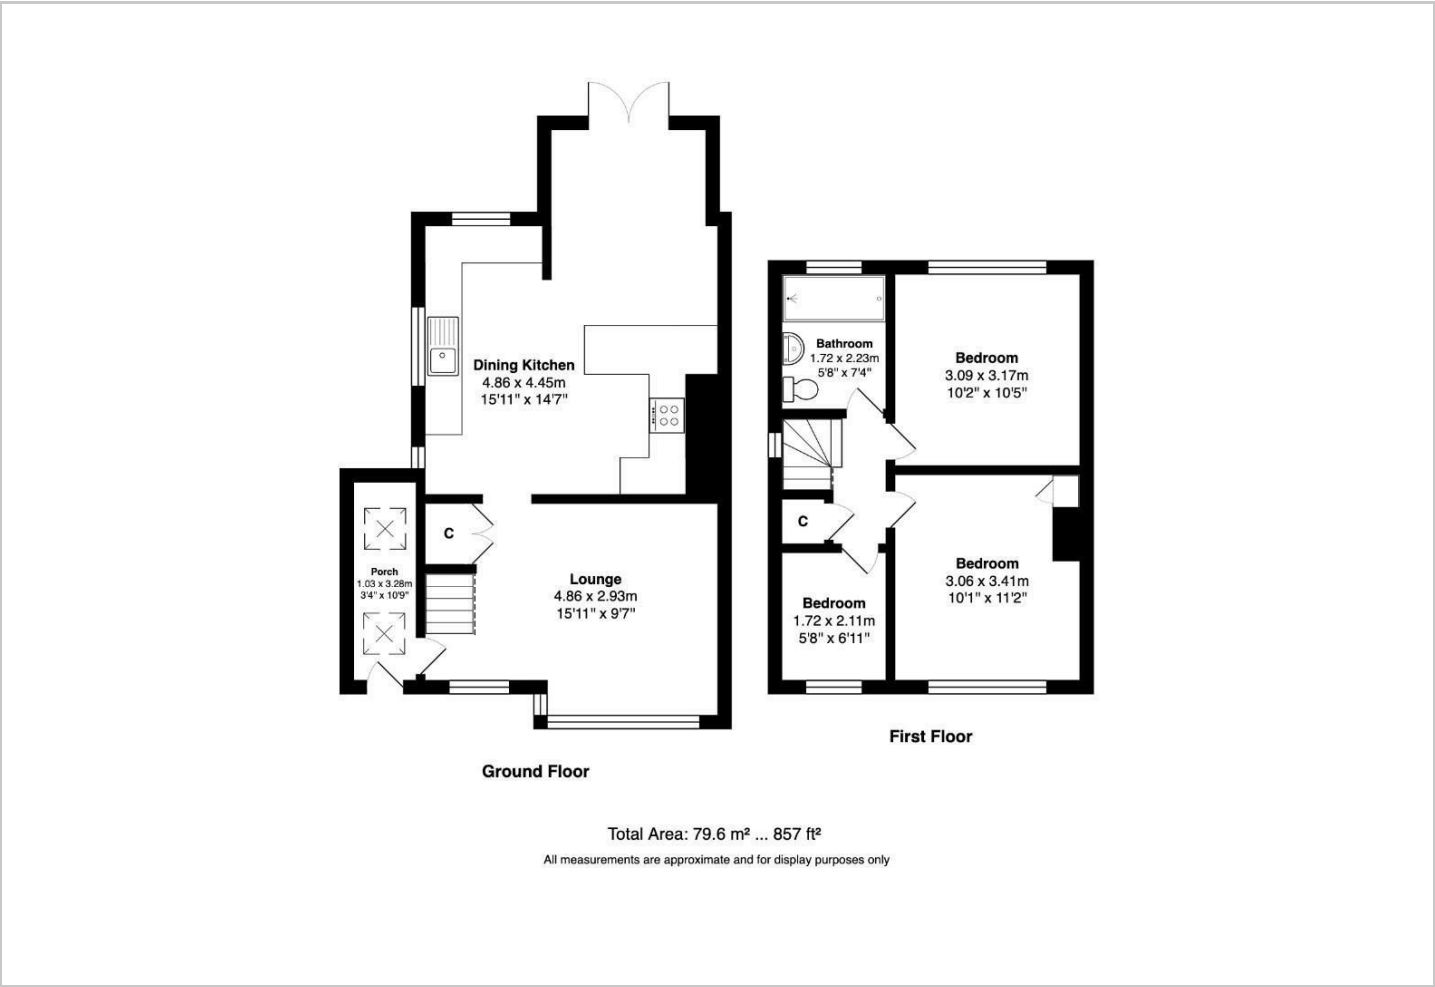 Dining Kitchen
4.86 x 4.45m
15'11" x 14'7"
C
Porch
1.03 x 3.28m
3'4" x 10'9"
Lounge
4.86 x 2.93m
15'11" x 9'7"
Ground Floor
Bathroom
1.72 x 2.23m
5'8" x 7'4"
Bedroom
3.09 x 3.17m
10'2" x 10'5"
C
Bedroom
3.06 x 3.41m
10'1" x 11'2"
Bedroom
1.72 x 2.11m
5'8" x 6'11"
First Floor
Total Area: 79.6 m² ... 857 ft²
All measurements are approximate and for display purposes only